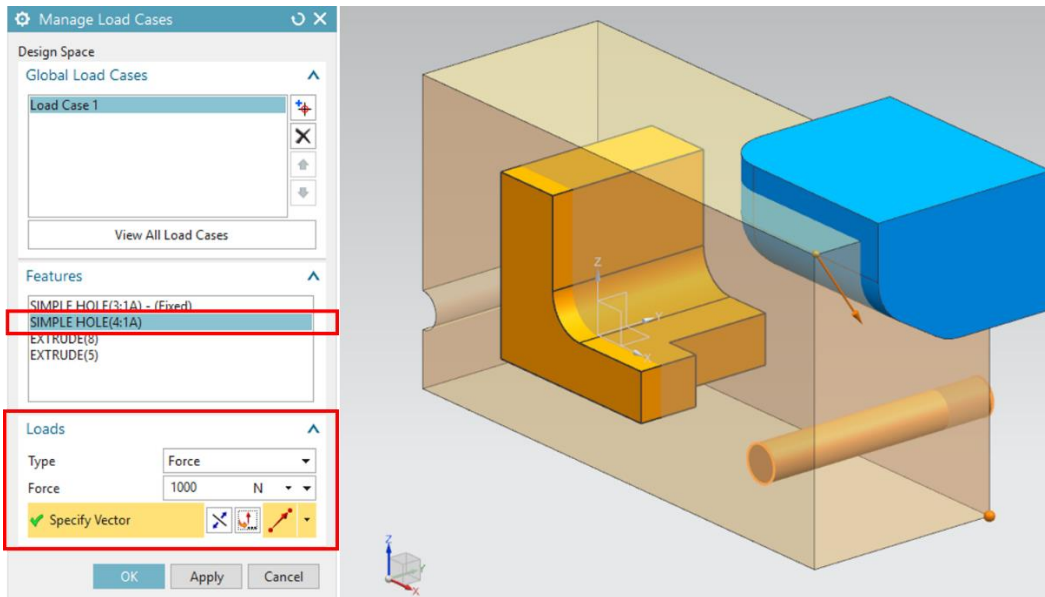 Manage Load Cases
Design Space
Global Load Cases
Load Case 1
View All Load Cases
Features
SIMPLE HOLE(3:1A) - (Fixed)
SIMPLE HOLE(4:1A)
EXTRUDE(8)
EXTRUDE(5)
Loads
Type Force
Force 1000 N
Specify Vector
OK Apply Cancel
Z
Y
X
Z
Y
X